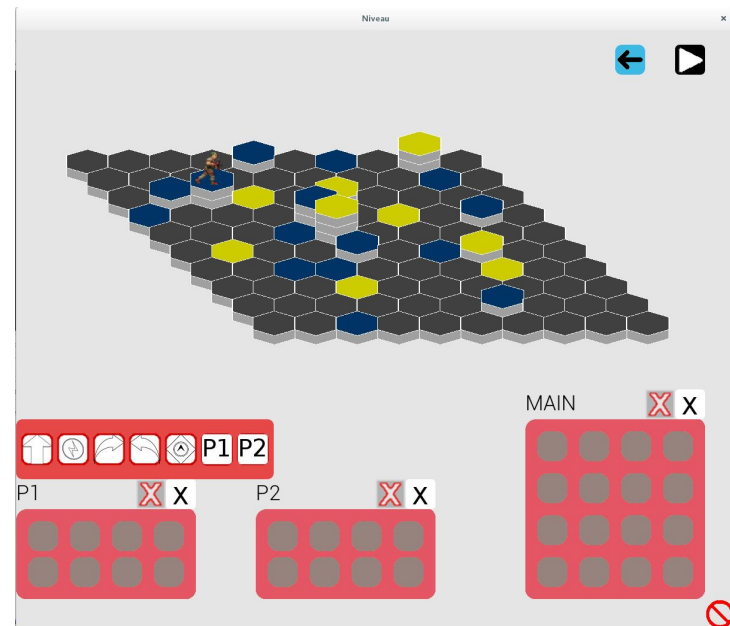 Niveau
MAIN
X X
P1 P2
P1 X X
P2 X X